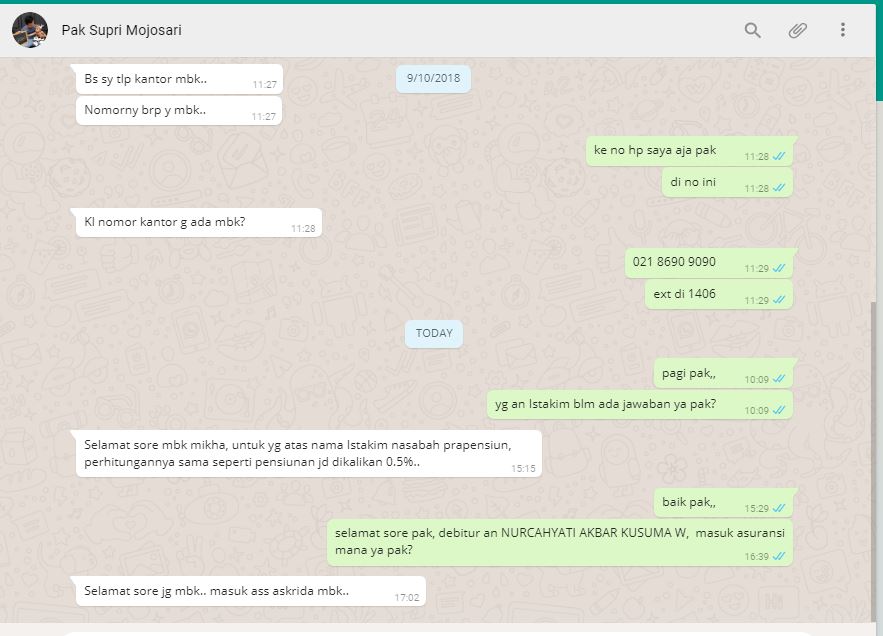 Pak Supri Mojosari
Bs sy tlp kantor mbk..
11:27
9/10/2018
Nomorny brp y mbk..
11:27
ke no hp saya aja pak
11:28
di no ini
11:28
Kl nomor kantor g ada mbk?
11:28
021 8690 9090
11:29
ext di 1406
11:29
TODAY
pagi pak,,
10:09
yg an Istakim blm ada jawaban ya pak?
10:09
Selamat sore mbk mikha, untuk yg atas nama Istakim nasabah prapensiun,
perhitungannya sama seperti pensiunan jd dikalikan 0.5%..
15:15
baik pak,,
15:29
selamat sore pak, debitur an NURCAHYATI AKBAR KUSUMA W,  masuk asuransi
mana ya pak?
16:39
Selamat sore jg mbk.. masuk ass askrida mbk..
17:02